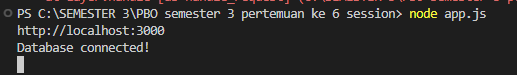 PS C:\SEMESTER 3\PBO semester 3 pertemuan ke 6 session> node app.js
http://localhost:3000
Database connected!